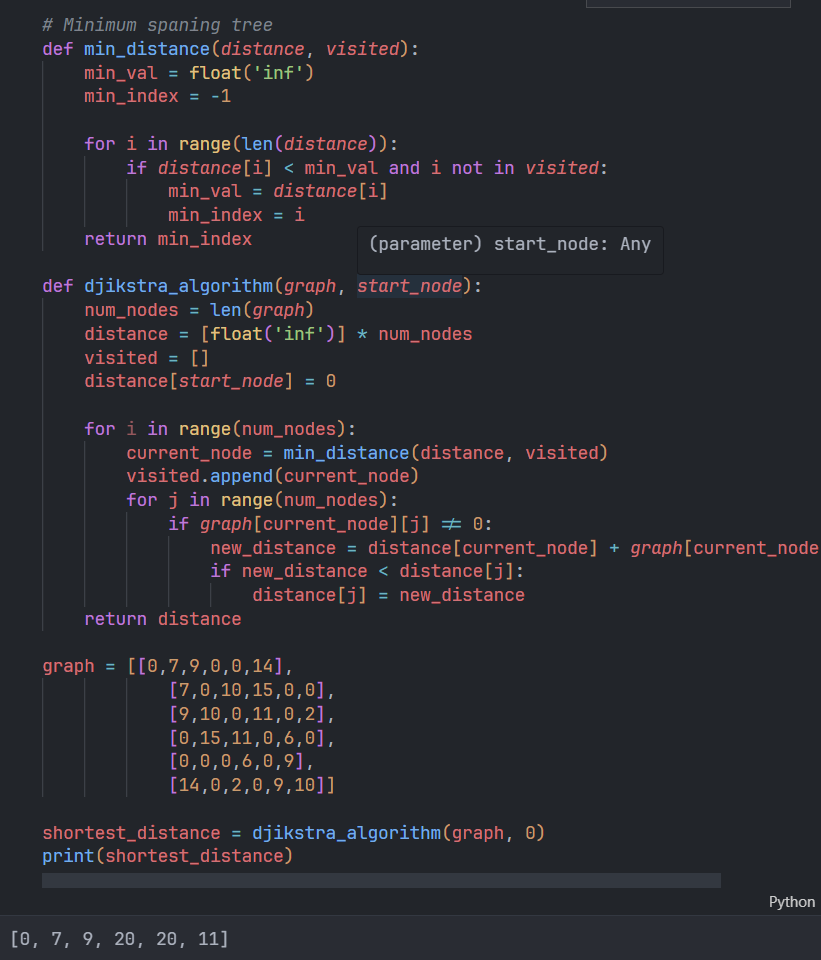 # Minimum spaning tree
def min_distance(distance, visited):
    min_val = float('inf')
    min_index = -1
    for i in range(len(distance)):
        if distance[i] < min_val and i not in visited:
            min_val = distance[i]
            min_index = i
    return min_index
(parameter) start_node: Any
def djikstra_algorithm(graph, start_node):
    num_nodes = len(graph)
    distance = [float('inf')] * num_nodes
    visited = []
    distance[start_node] = 0
    for i in range(num_nodes):
        current_node = min_distance(distance, visited)
        visited.append(current_node)
        for j in range(num_nodes):
            if graph[current_node][j] != 0:
                new_distance = distance[current_node] + graph[current_node
                if new_distance < distance[j]:
                    distance[j] = new_distance
    return distance
graph = [[0,7,9,0,0,14],
            [7,0,10,15,0,0],
            [9,10,0,11,0,2],
            [0,15,11,0,6,0],
            [0,0,0,6,0,9],
            [14,0,2,0,9,10]]
shortest_distance = djikstra_algorithm(graph, 0)
print(shortest_distance)
Python
[0, 7, 9, 20, 20, 11]